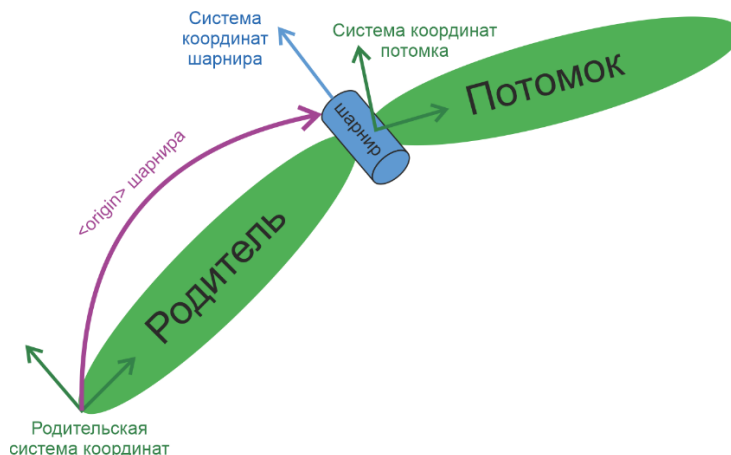 Система
координат
шарнира
Система координат
потомка
Потомок
шарнир
<origin> шарнира
Родитель
Родительская
система координат